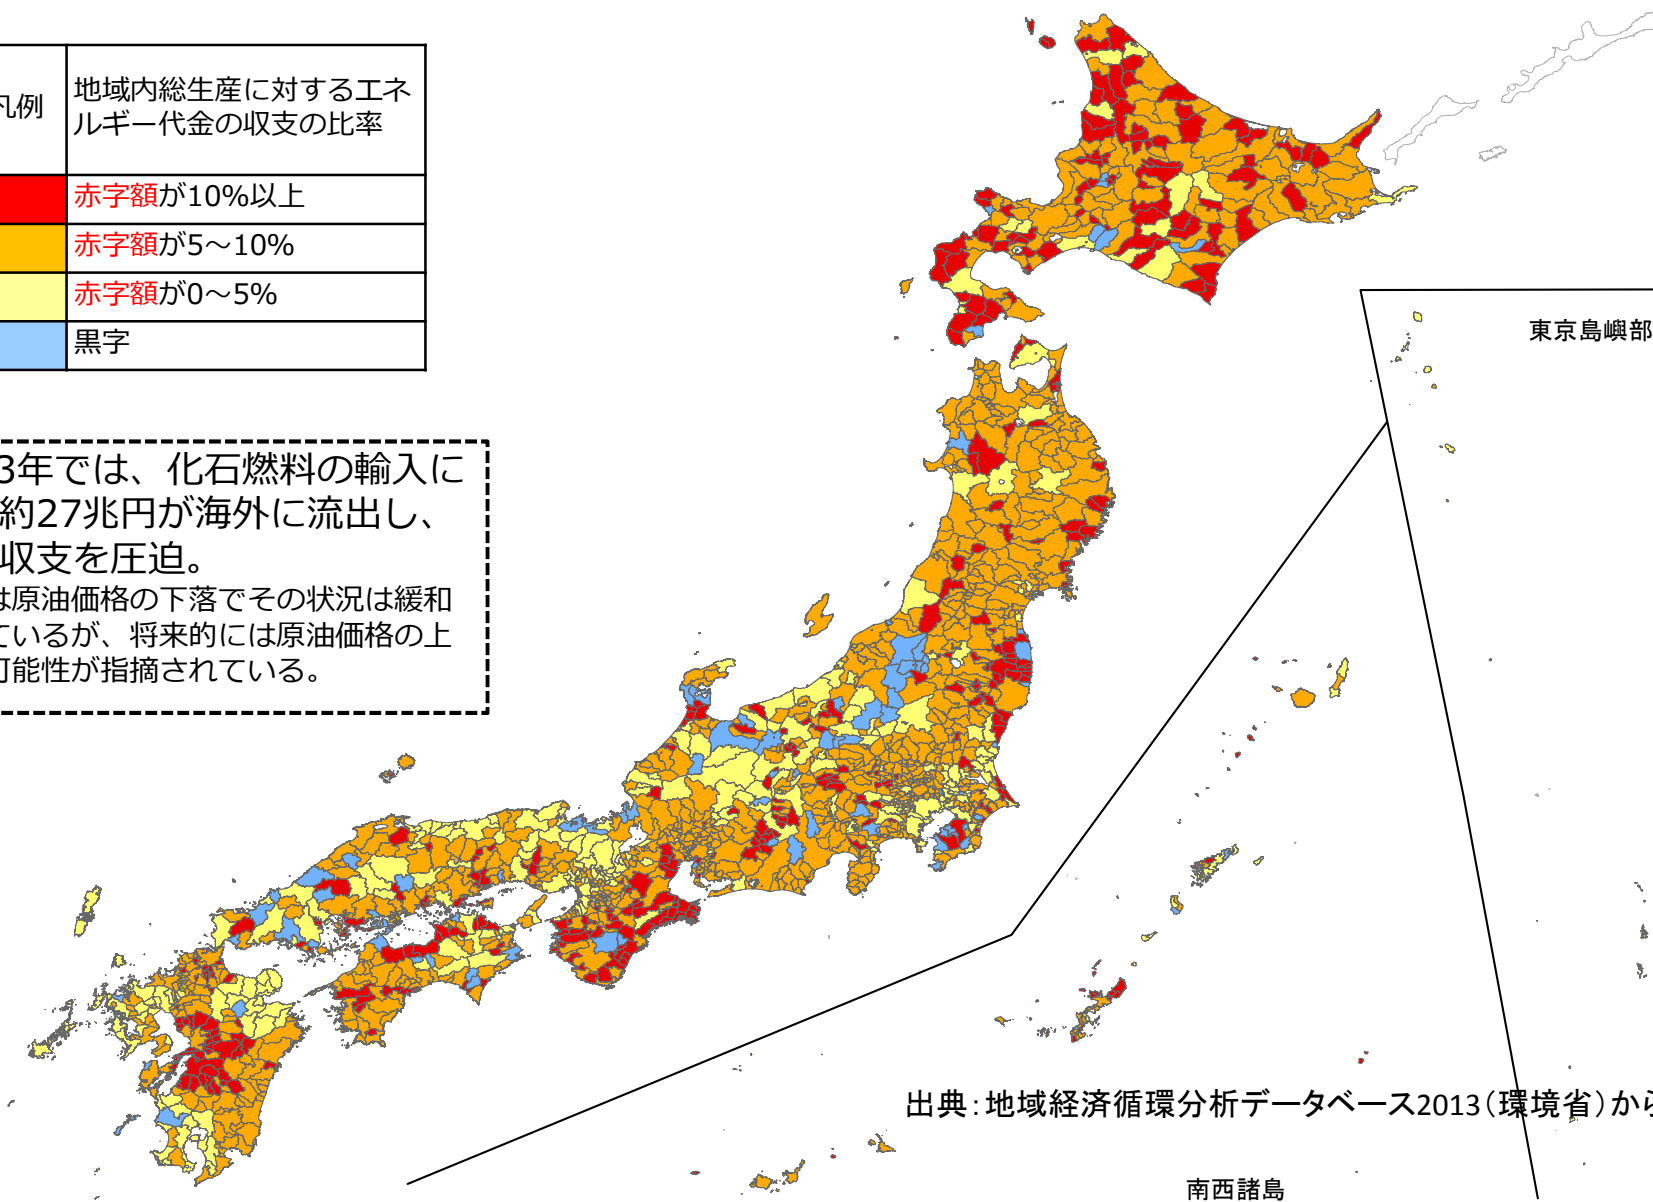 凡例
地域内総生産に対するエネ
ルギー代金の収支の比率
赤字額が10%以上
赤字額が5～10%
赤字額が0～5%
黒字
3年では、化石燃料の輸入に
約27兆円が海外に流出し、
収支を圧迫。
は原油価格の下落でその状況は緩和
ているが、将来的には原油価格の上
可能性が指摘されている。
東京島嶼部
出典：地域経済循環分析データベース2013（環境省）から
南西諸島